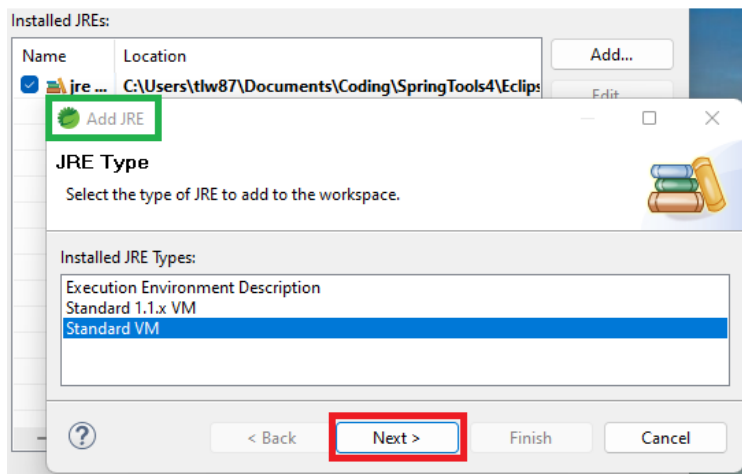 Installed JREs:
Name Location Add...
jre ... C:\Users\tlw87\Documents\Coding\SpringTools4\Eclips
Edit
Add JRE
JRE Type
Select the type of JRE to add to the workspace.
Installed JRE Types:
Execution Environment Description
Standard 1.1.x VM
Standard VM
< Back Next > Finish Cancel